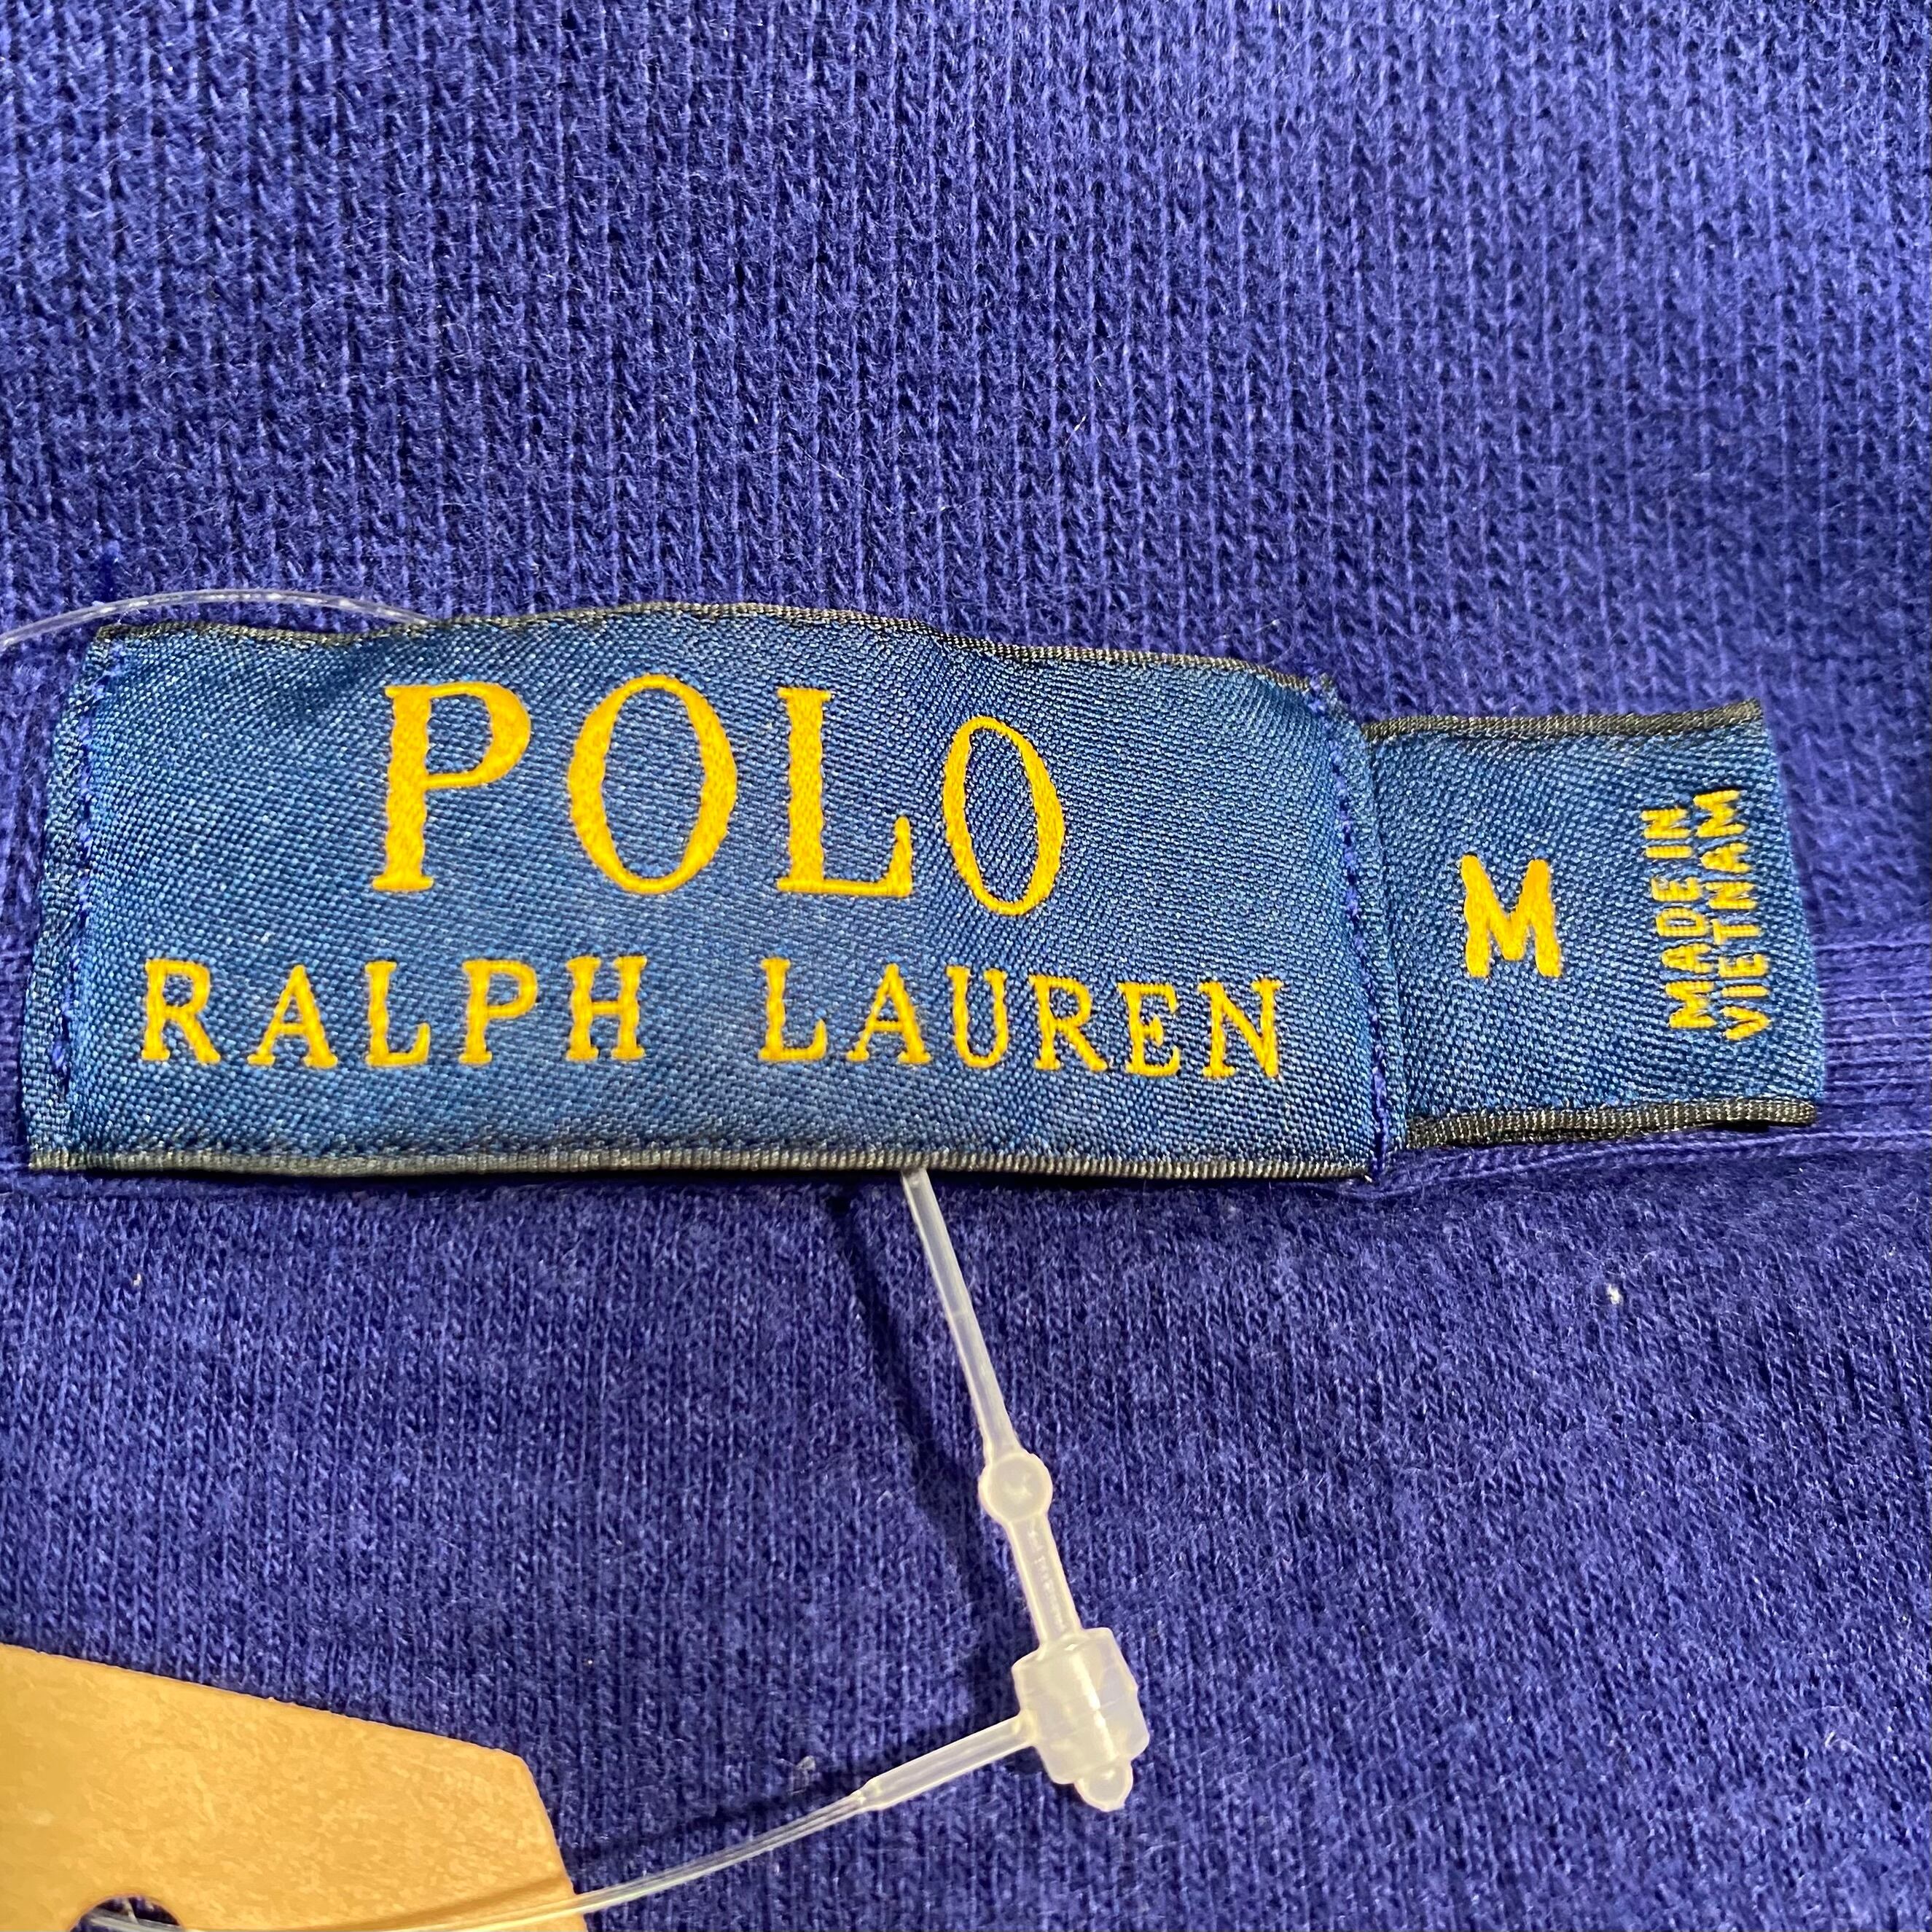 POLO
RALPH LAUREN
M
MADE IN
VIETNAM